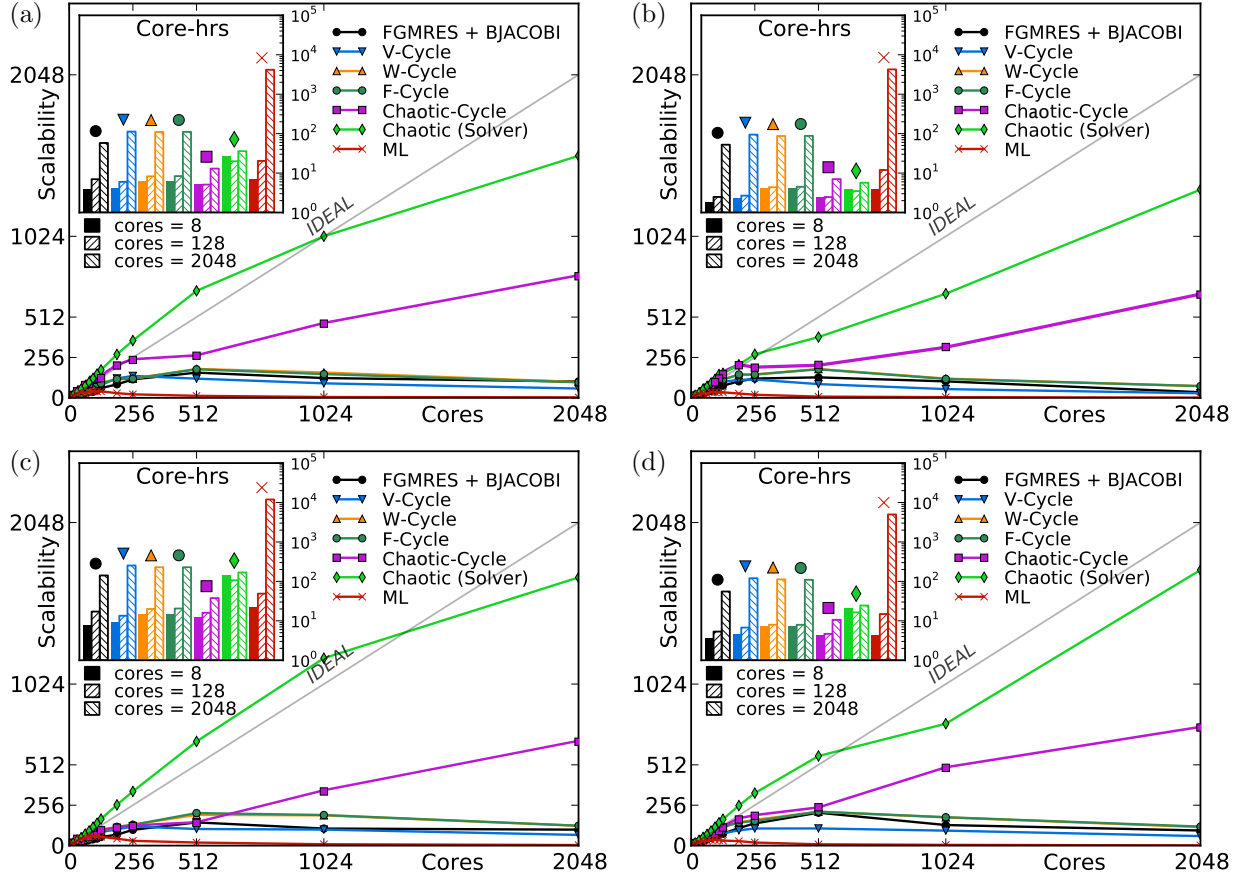 (a)
Core-hrs
10^5
10^4
10^3
10^2
10^1
10^0
FGMRES + BJACOBI
V-Cycle
W-Cycle
F-Cycle
Chaotic-Cycle
Chaotic (Solver)
ML
cores = 8
cores = 128
cores = 2048
IDEAL
Scalability
2048
1024
512
256
0
0
256
512
1024
Cores
2048
(b)
Core-hrs
10^5
10^4
10^3
10^2
10^1
10^0
FGMRES + BJACOBI
V-Cycle
W-Cycle
F-Cycle
Chaotic-Cycle
Chaotic (Solver)
ML
cores = 8
cores = 128
cores = 2048
IDEAL
Scalability
2048
1024
512
256
0
0
256
512
1024
Cores
2048
(c)
Core-hrs
10^5
10^4
10^3
10^2
10^1
10^0
FGMRES + BJACOBI
V-Cycle
W-Cycle
F-Cycle
Chaotic-Cycle
Chaotic (Solver)
ML
cores = 8
cores = 128
cores = 2048
IDEAL
Scalability
2048
1024
512
256
0
0
256
512
1024
Cores
2048
(d)
Core-hrs
10^5
10^4
10^3
10^2
10^1
10^0
FGMRES + BJACOBI
V-Cycle
W-Cycle
F-Cycle
Chaotic-Cycle
Chaotic (Solver)
ML
cores = 8
cores = 128
cores = 2048
IDEAL
Scalability
2048
1024
512
256
0
0
256
512
1024
Cores
2048